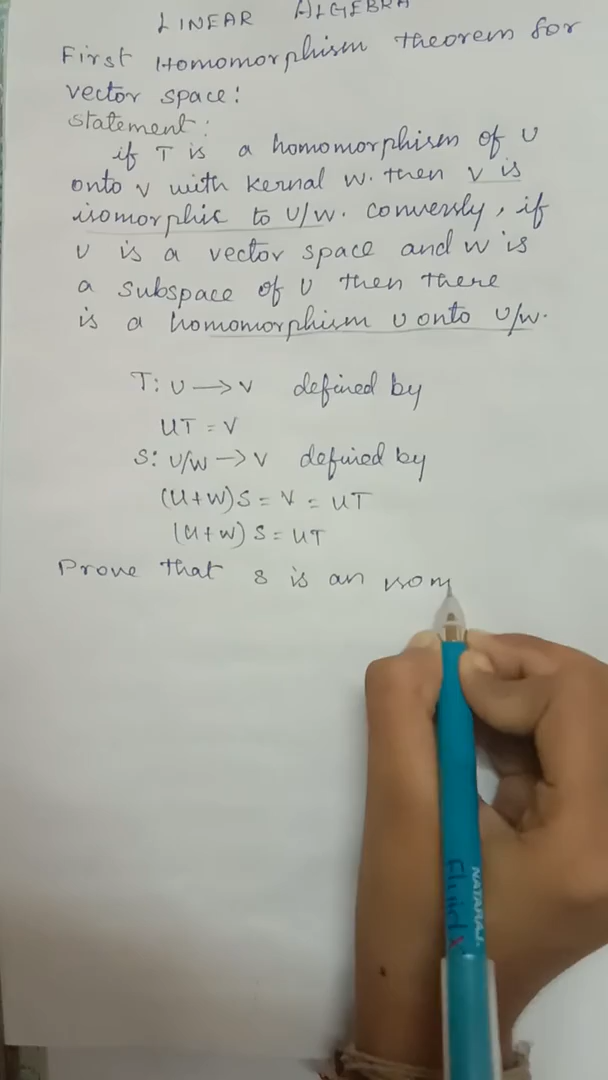 LINEAR ALGEBRA
First Homomorphism theorem for
vector space:
statement:
if T is a homomorphism of U
onto V with kernal W. then V is
isomorphic to U/W. conversly, if
U is a vector space and W is
a subspace of U then there
is a homomorphism U onto U/W.
T: U → V defined by
UT = V
S: U/W → V defined by
(U+W)S = V = UT
(U+W) S = UT
Prove that s is an isom
NATARAJ
Fluid X